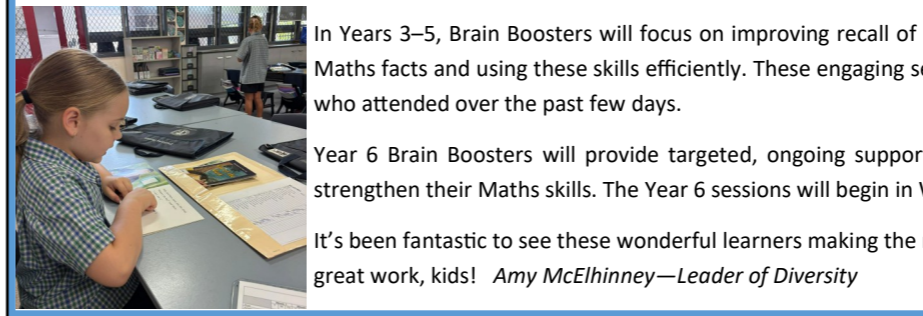 In Years 3–5, Brain Boosters will focus on improving recall of
Maths facts and using these skills efficiently. These engaging
who attended over the past few days.
Year 6 Brain Boosters will provide targeted, ongoing
strengthen their Maths skills. The Year 6 sessions will begin in
It’s been fantastic to see these wonderful learners making the
great work, kids! Amy McElhinney—Leader of Diversity